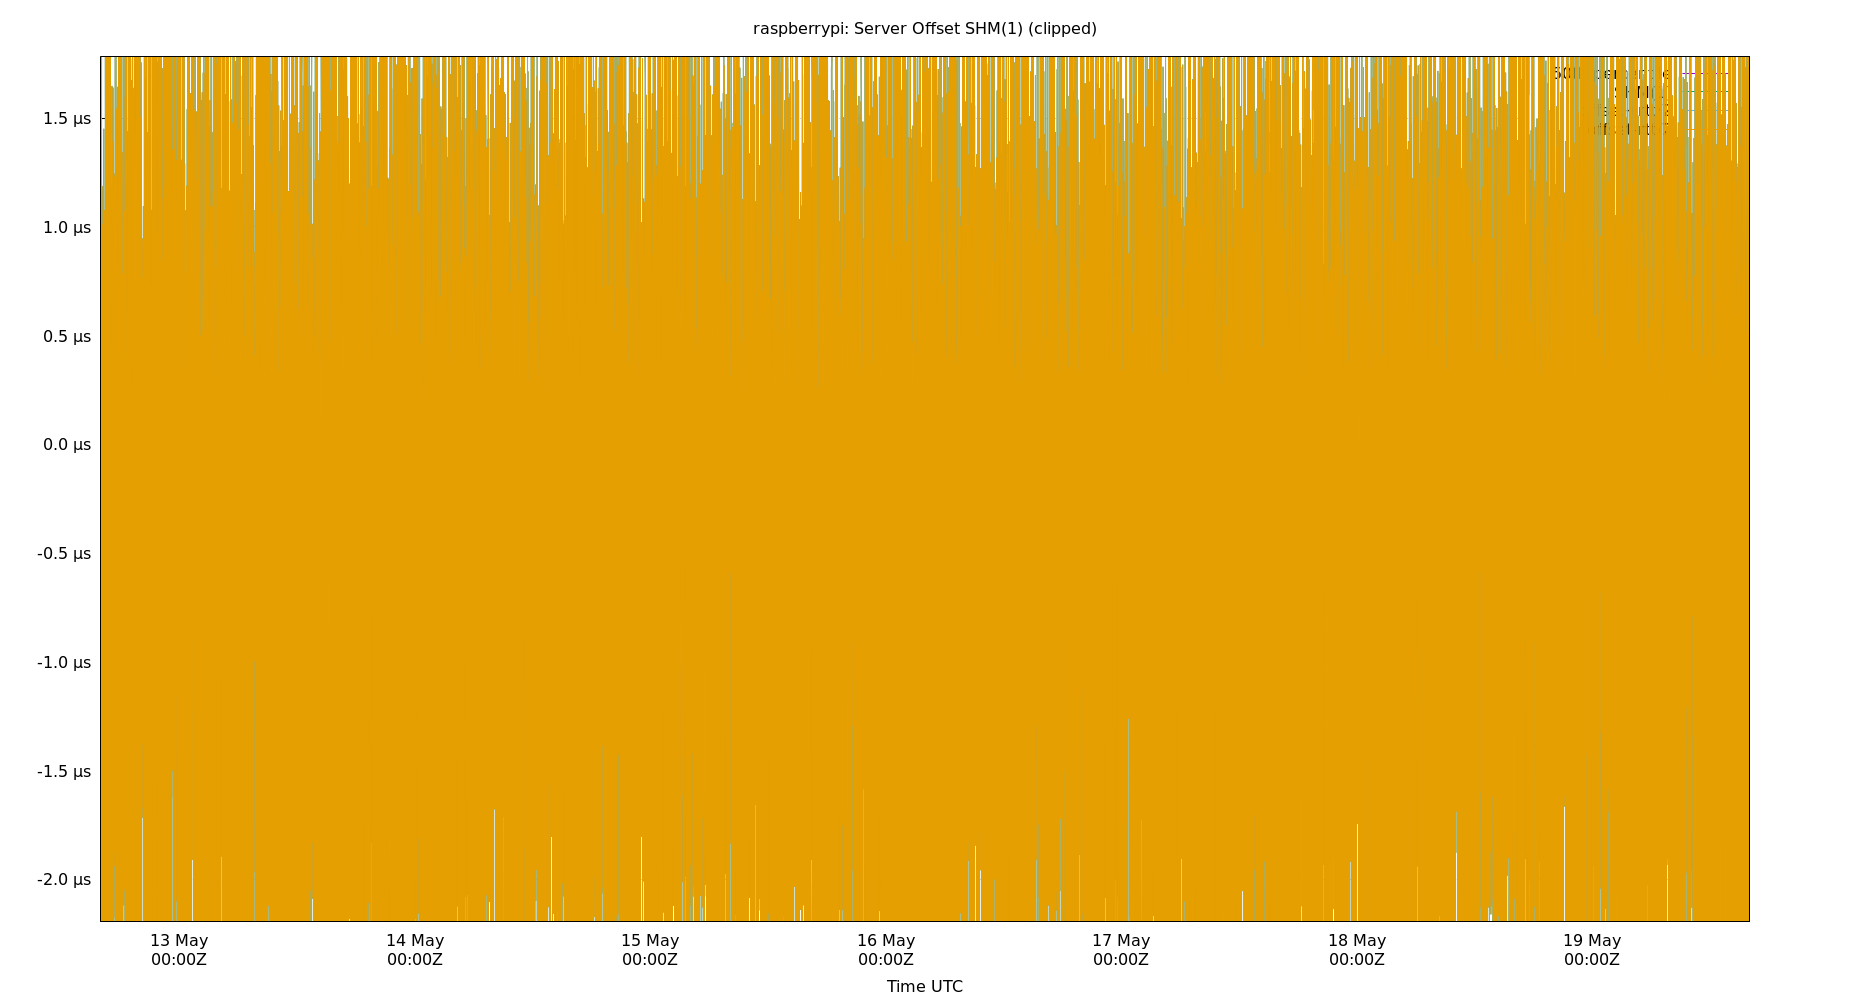 raspberrypi: Server Offset SHM(1) (clipped)
1.5 µs
1.0 µs
0.5 µs
0.0 µs
-0.5 µs
-1.0 µs
-1.5 µs
-2.0 µs
13 May 14 May 15 May 16 May 17 May 18 May 19 May
00:00Z 00:00Z 00:00Z 00:00Z 00:00Z 00:00Z 00:00Z
Time UTC